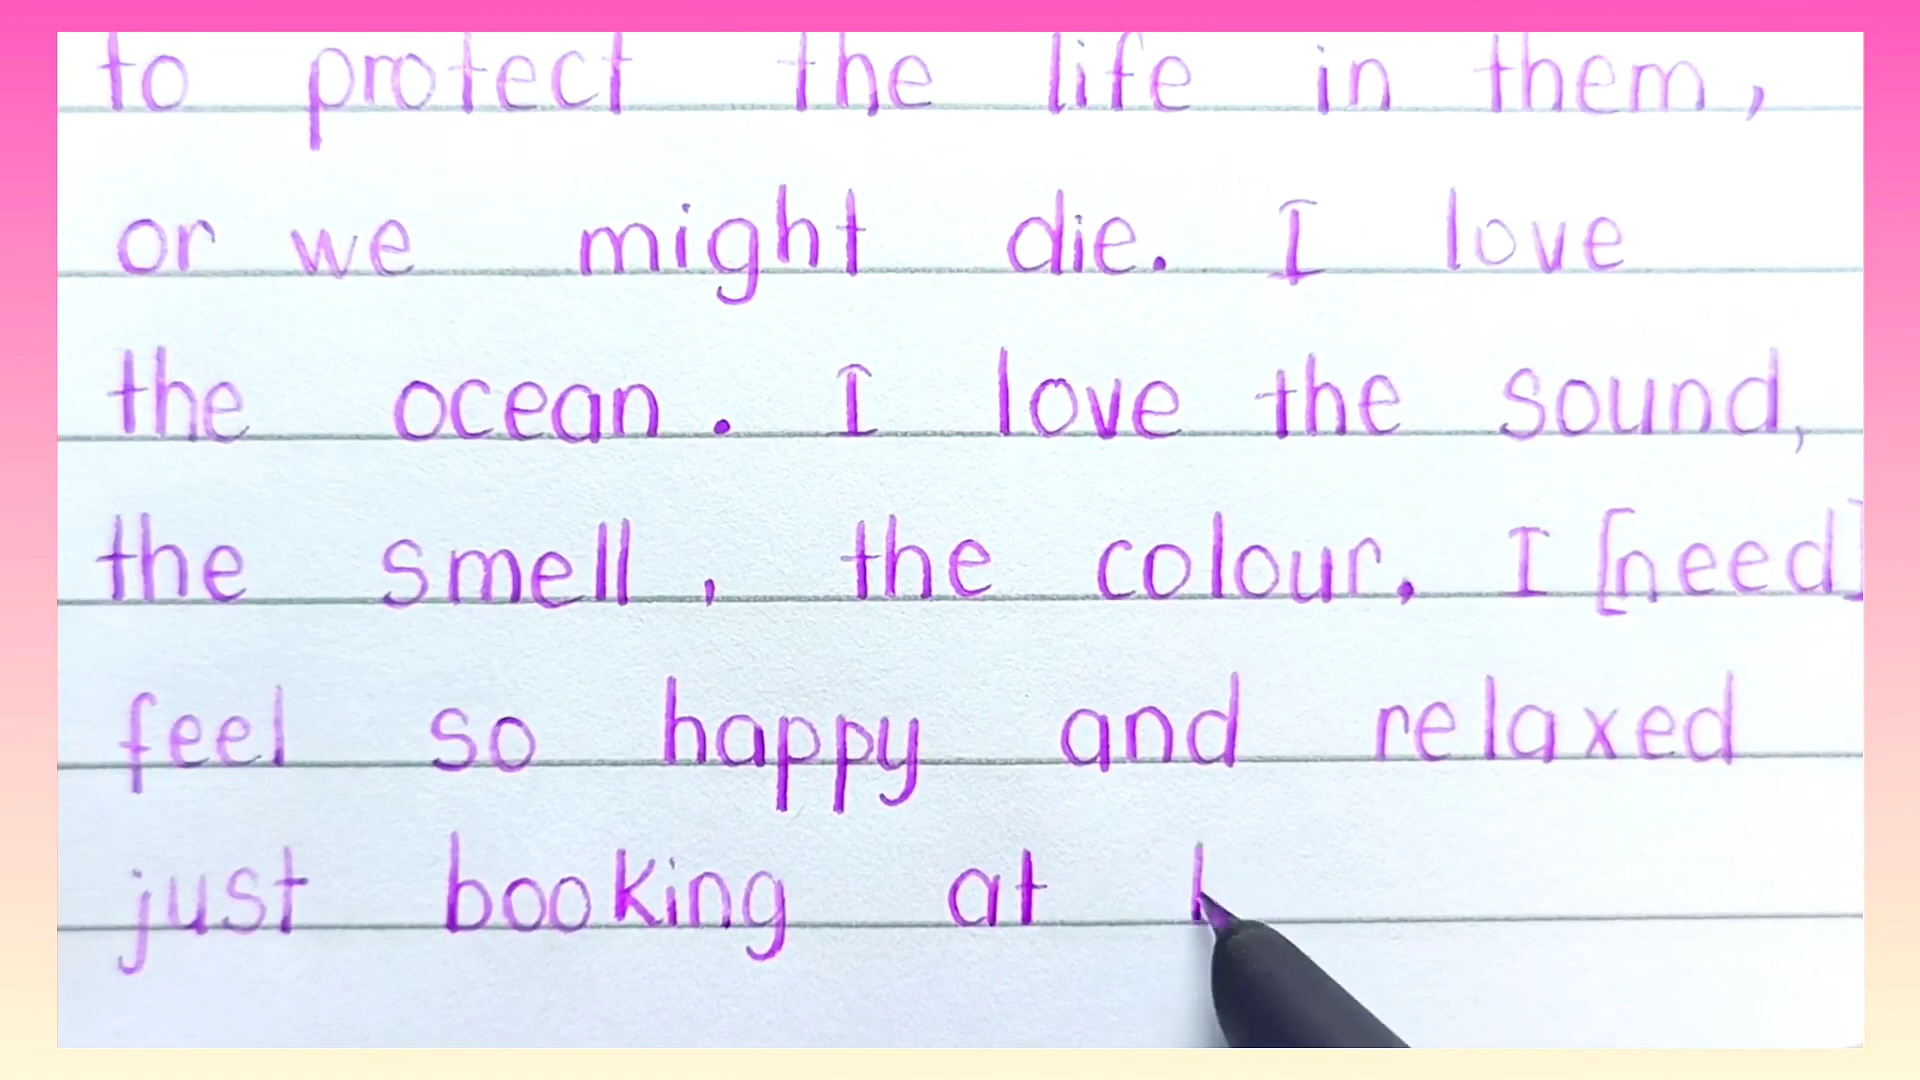 to protect the life in them,
or we might die. I love
the ocean. I love the sound,
the smell, the colour. I [need]
feel so happy and relaxed
just booking at